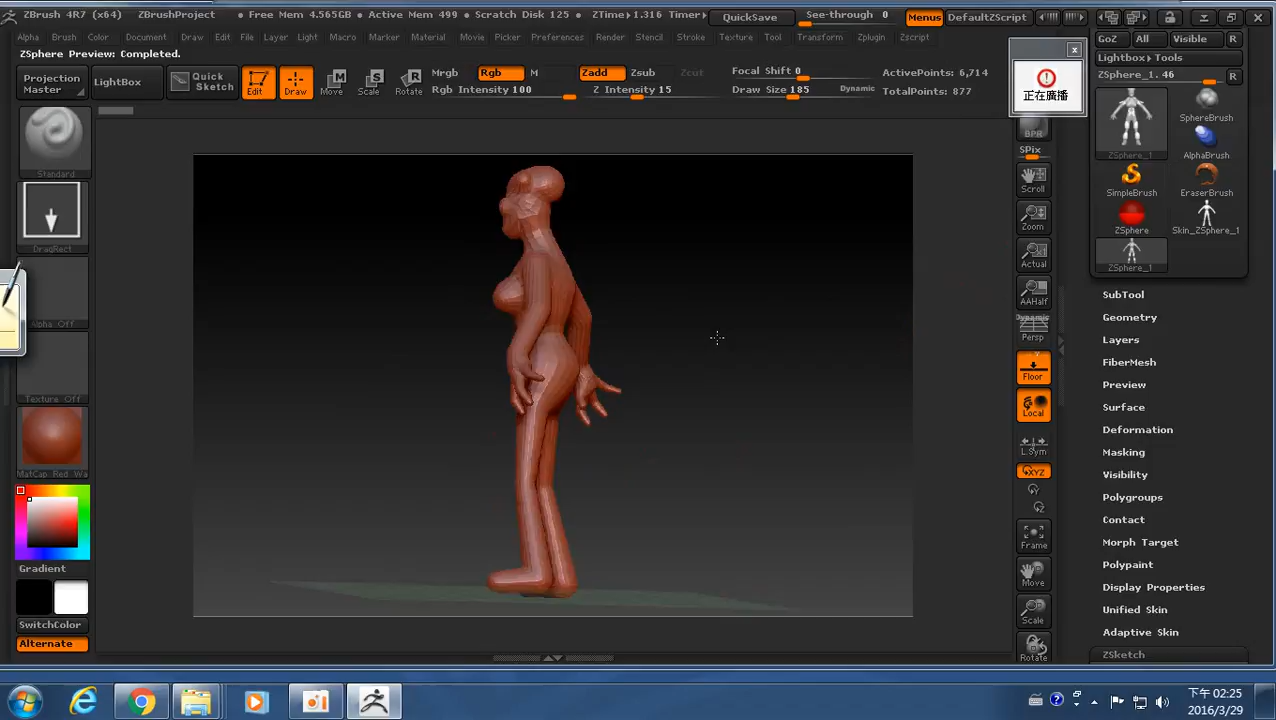 ZBrush 4R7 (x64) ZBrushProject • Free Mem 4.565GB • Active Mem 499 • Scratch Disk 125 • ZTime▸1.316 Timer▸ QuickSave See-through 0 Menus DefaultZScript
Alpha Brush Color Document Draw Edit File Layer Light Macro Marker Material Movie Picker Preferences Render Stencil Stroke Texture Tool Transform Zplugin Zscript
ZSphere Preview: Completed.
Projection
Master
LightBox
Quick
Sketch
Edit
Draw
Move
Scale
Rotate
Mrgb Rgb M
Rgb Intensity 100
Zadd Zsub Zcut
Z Intensity 15
Focal Shift 0
Draw Size 185 Dynamic
ActivePoints: 6,714
TotalPoints: 877
x
正在廣播
Standard
DragRect
Alpha Off
Texture Off
MatCap Red Wa
Gradient
SwitchColor
Alternate
BPR
SPix
Scroll
Zoom
Actual
AAHalf
Dynamic
Persp
Floor
Local
L.Sym
XYZ
Y
Z
Frame
Move
Scale
Rotate
GoZ All Visible R
Lightbox▸Tools
ZSphere_1. 46 R
ZSphere_1
SphereBrush
AlphaBrush
SimpleBrush
EraserBrush
ZSphere
Skin_ZSphere_1
ZSphere_1
SubTool
Geometry
Layers
FiberMesh
Preview
Surface
Deformation
Masking
Visibility
Polygroups
Contact
Morph Target
Polypaint
Display Properties
Unified Skin
Adaptive Skin
ZSketch
下午 02:25
2016/3/29